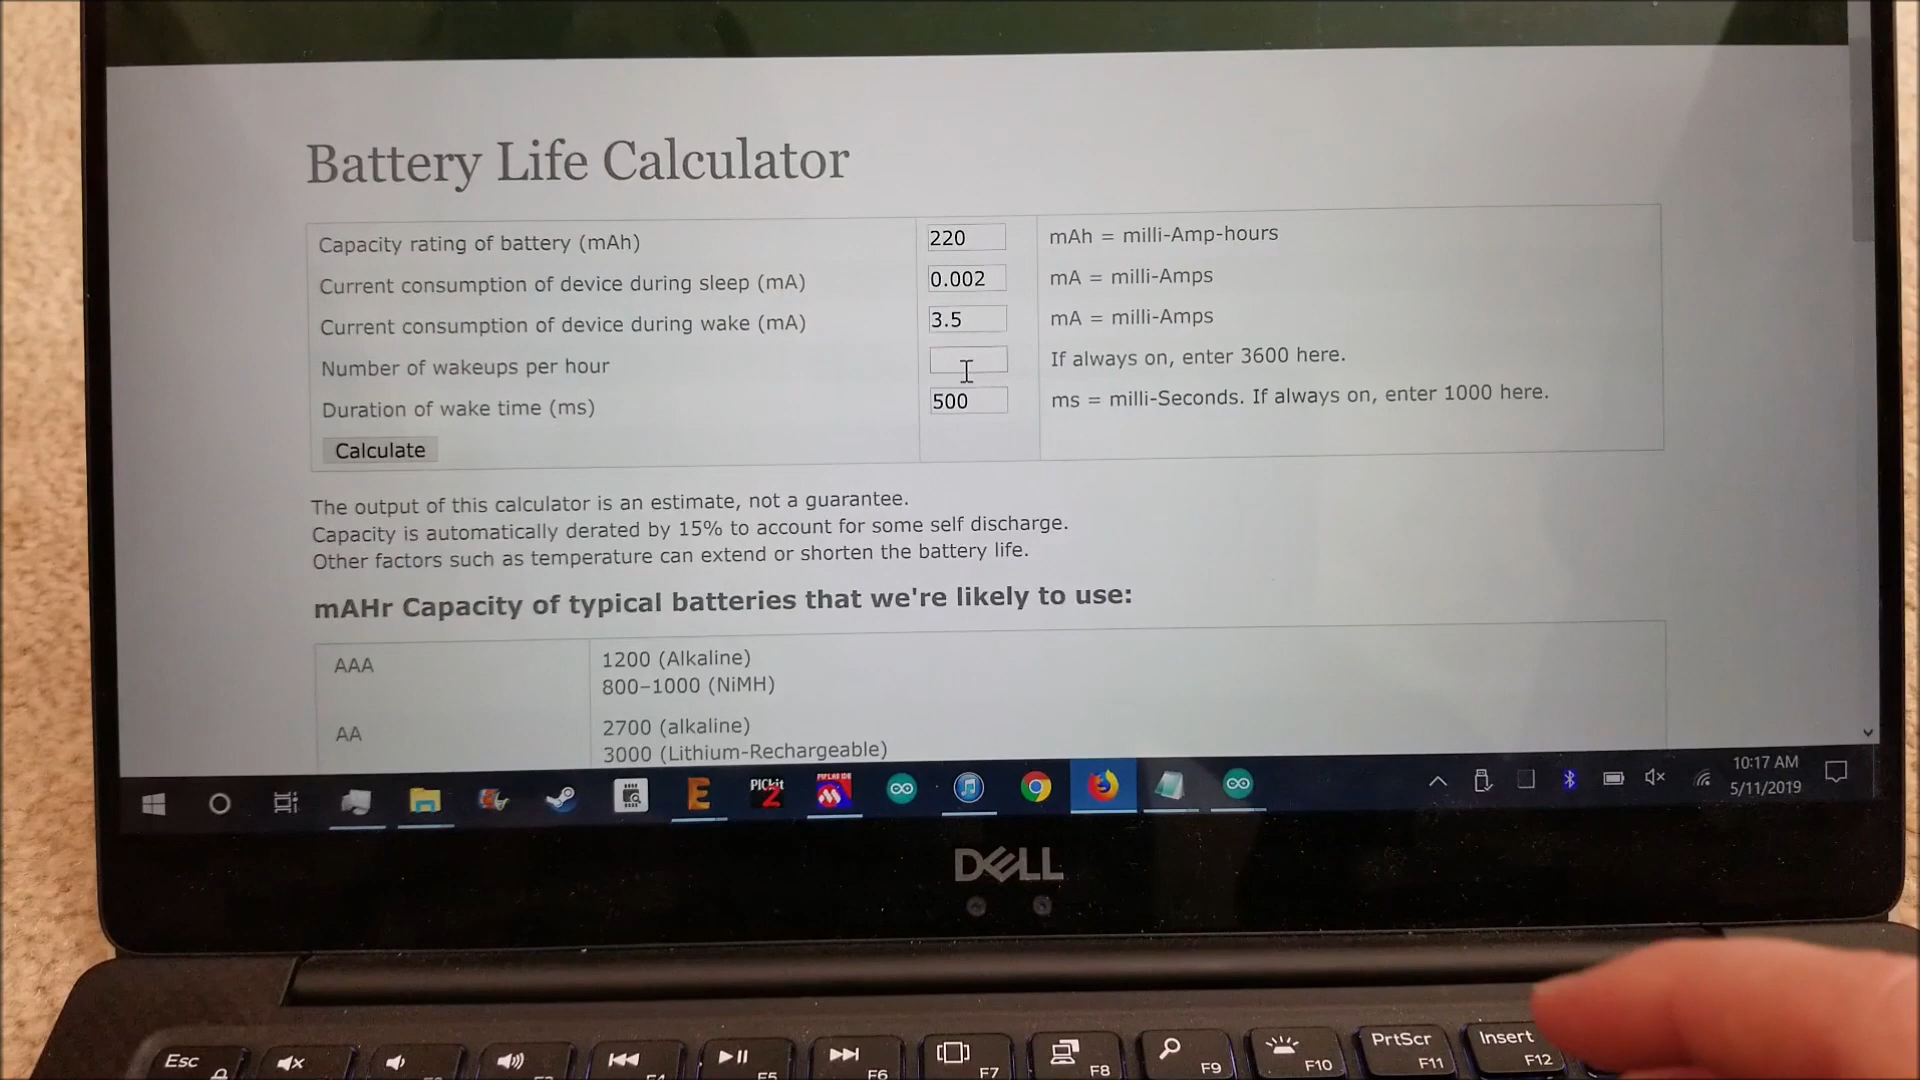 Battery Life Calculator
Capacity rating of battery (mAh) 220 mAh = milli-Amp-hours
Current consumption of device during sleep (mA) 0.002 mA = milli-Amps
Current consumption of device during wake (mA) 3.5 mA = milli-Amps
Number of wakeups per hour If always on, enter 3600 here.
Duration of wake time (ms) 500 ms = milli-Seconds. If always on, enter 1000 here.
Calculate
The output of this calculator is an estimate, not a guarantee.
Capacity is automatically derated by 15% to account for some self discharge.
Other factors such as temperature can extend or shorten the battery life.
mAHr Capacity of typical batteries that we're likely to use:
AAA 1200 (Alkaline)
800-1000 (NiMH)
AA 2700 (alkaline)
3000 (Lithium-Rechargeable)
PICkit 2
10:17 AM
5/11/2019
DELL
Esc
F5 F6 F7 F8 F9 F10 PrtScr F11 Insert F12